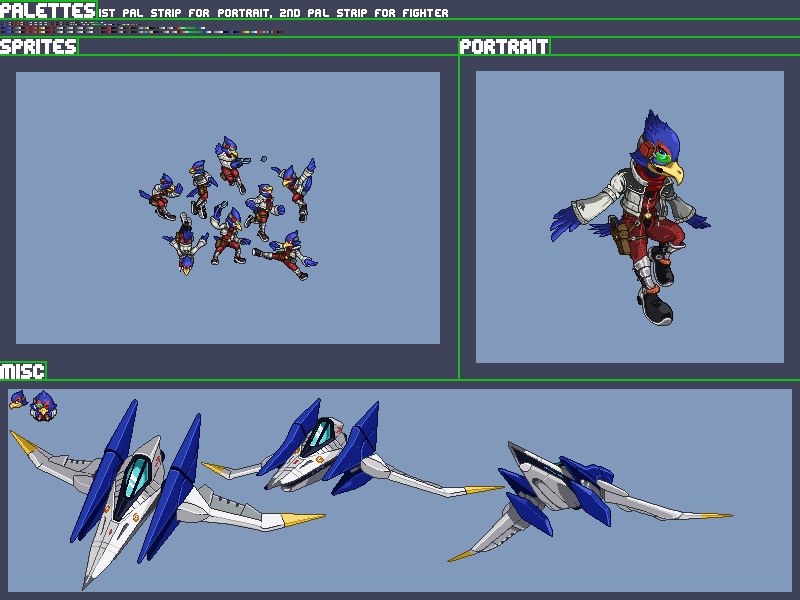 PALETTES 1ST PAL STRIP FOR PORTRAIT, 2ND PAL STRIP FOR FIGHTER
SPRITES
PORTRAIT
MISC